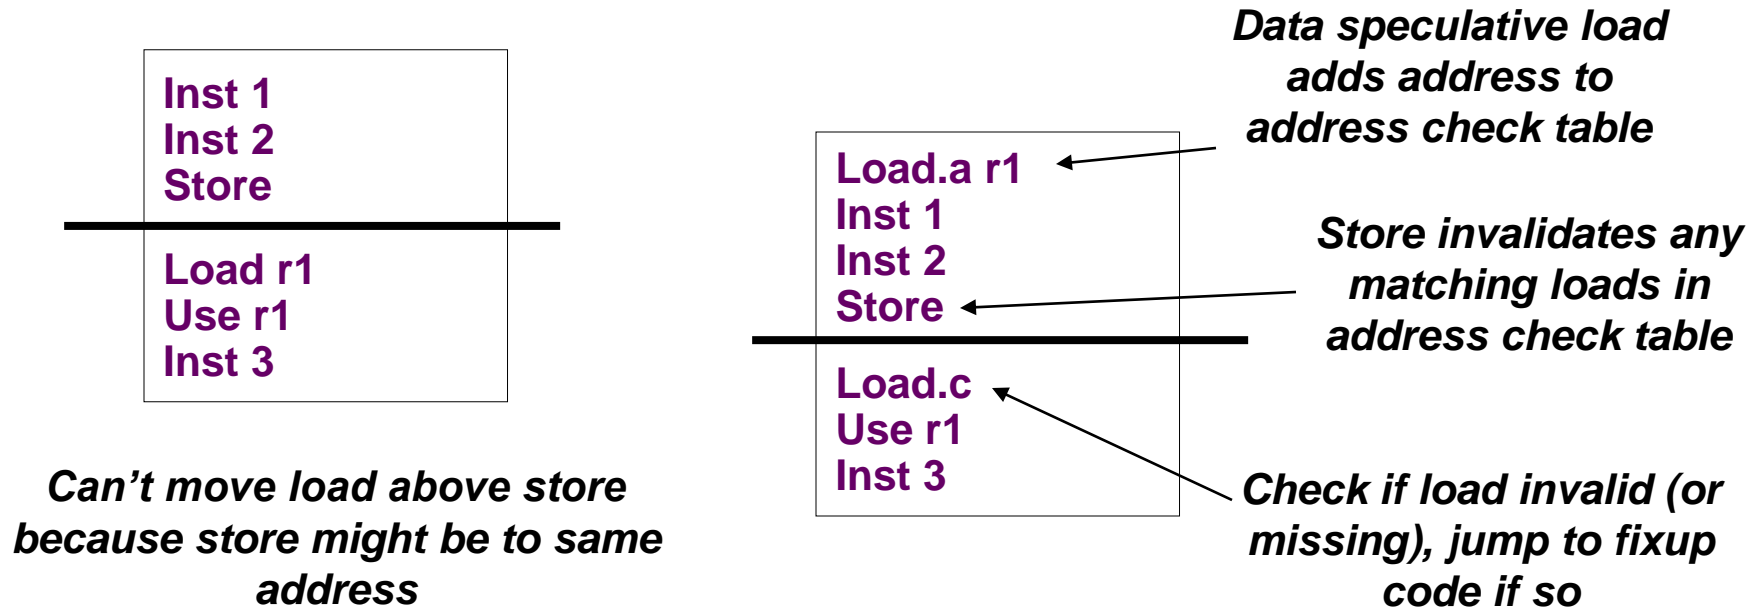 Inst 1
Inst 2
Store
Load r1
Use r1
Inst 3
Can’t move load above store
because store might be to same
address
Load.a r1
Inst 1
Inst 2
Store
Load.c
Use r1
Inst 3
Data speculative load
adds address to
address check table
Store invalidates any
matching loads in
address check table
Check if load invalid (or
missing), jump to fixup
code if so